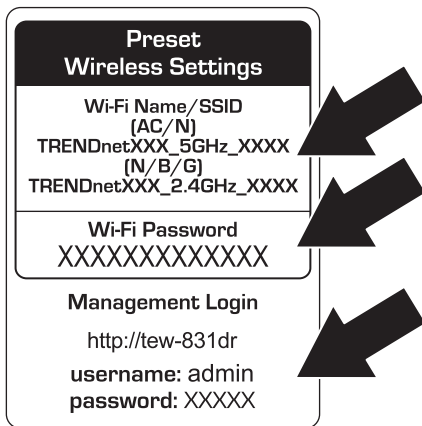 Preset
Wireless Settings
Wi-Fi Name/SSID
(AC/N)
TRENDnetXXX_5GHz_XXXX
(N/B/G)
TRENDnetXXX_2.4GHz_XXXX
Wi-Fi Password
XXXXXXXXXXXXX
Management Login
http://tew-831dr
username: admin
password: XXXXX